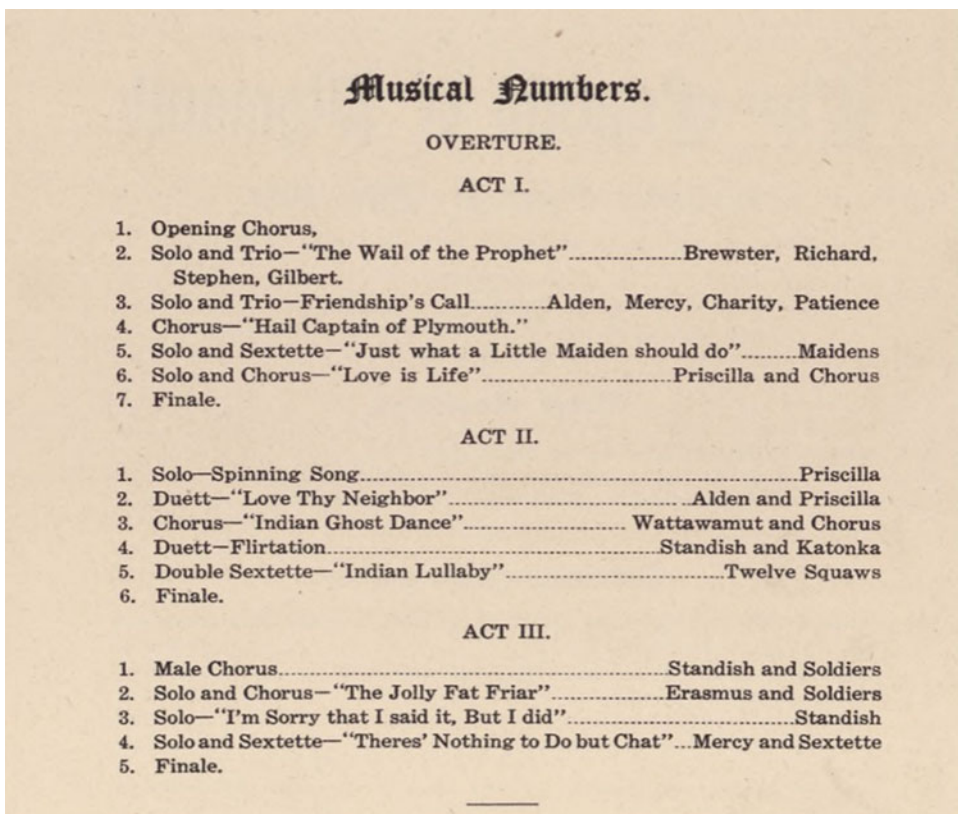 Musical Numbers.
OVERTURE.
ACT I.
1. Opening Chorus,
2. Solo and Trio—"The Wail of the Prophet"..................Brewster, Richard,
Stephen, Gilbert.
3. Solo and Trio—Friendship's Call............Alden, Mercy, Charity, Patience
4. Chorus—"Hail Captain of Plymouth."
5. Solo and Sextette—"Just what a Little Maiden should do".........Maidens
6. Solo and Chorus—"Love is Life"..............................Priscilla and Chorus
7. Finale.
ACT II.
1. Solo—Spinning Song......................................................................Priscilla
2. Duett—"Love Thy Neighbor"..................................... ..Alden and Priscilla
3. Chorus—"Indian Ghost Dance".......................... Wattawamut and Chorus
4. Duett—Flirtation.....................................................Standish and Katonka
5. Double Sextette—"Indian Lullaby"...................................Twelve Squaws
6. Finale.
ACT III.
1. Male Chorus..............................................................Standish and Soldiers
2. Solo and Chorus—"The Jolly Fat Friar"..................Erasmus and Soldiers
3. Solo—"I'm Sorry that I said it, But I did"....................................Standish
4. Solo and Sextette—"Theres' Nothing to Do but Chat"...Mercy and Sextette
5. Finale.